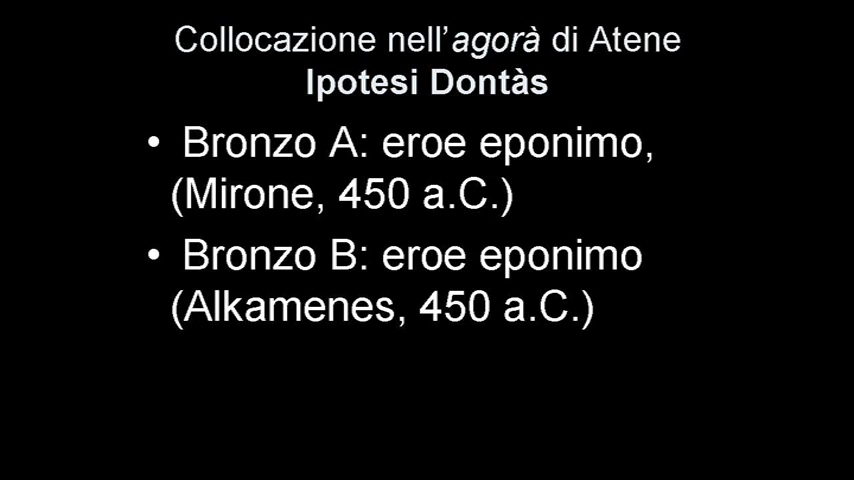 Collocazione nell’agorà di Atene
Ipotesi Dontàs
• Bronzo A: eroe eponimo,
(Mirone, 450 a.C.)
• Bronzo B: eroe eponimo
(Alkamenes, 450 a.C.)